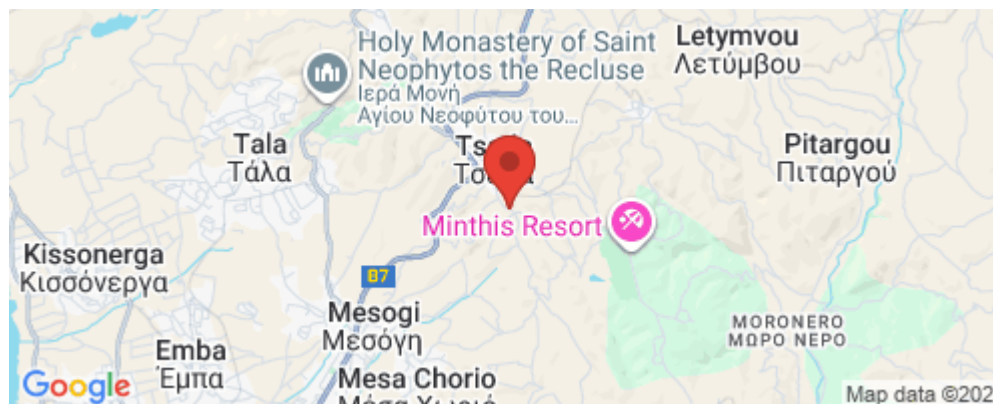 Holy Monastery of Saint
Neophytos the Recluse
Ιερά Μονή
Αγίου Νεοφύτου του...
Letymvou
Λετύμβου
Tala
Τάλα
Pitargou
Πιταργού
Minthis Resort
Kissonerga
Κισσόνεργα
B7
Mesogi
Μεσόγη
MORONERO
ΜΩΡΟ ΝΕΡΟ
Emba
Έμπα
Mesa Chorio
Google
Map data ©202